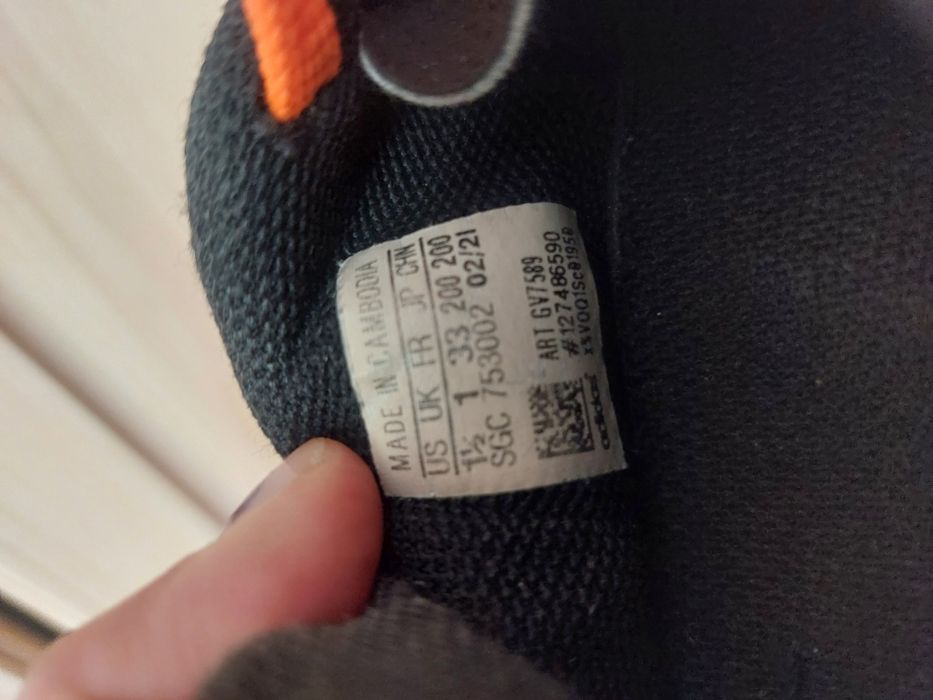 MADE IN CAMBODIA
US UK FR JP CHN
1½ 1 33 200 200
SGC 753002 02/21
ART GV7589
#127486590
adidas